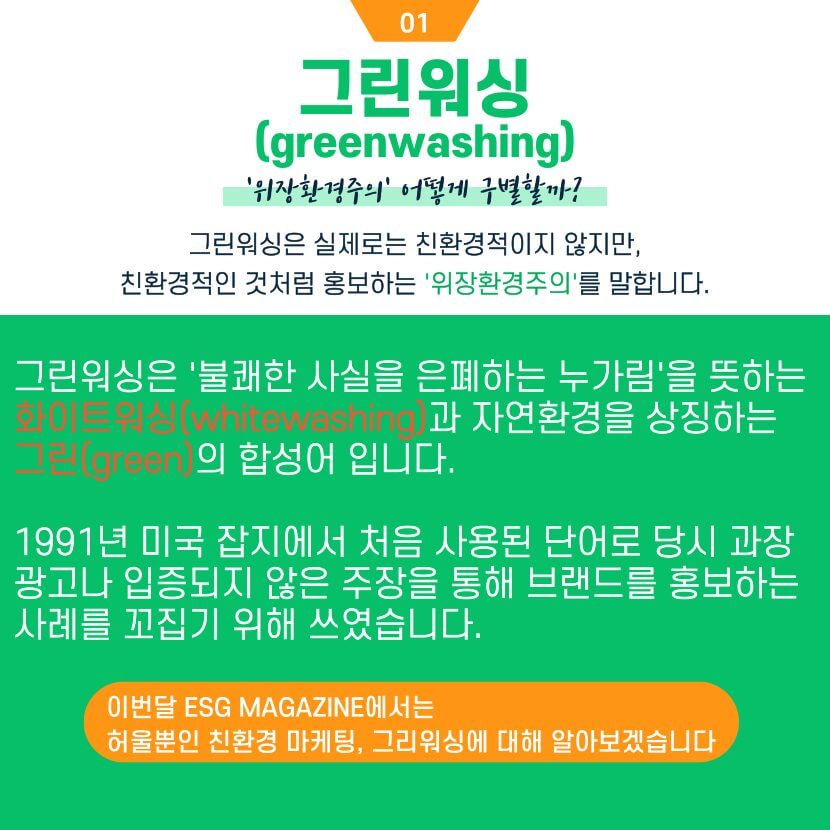 01
그린워싱
(greenwashing)
'위장환경주의' 어떻게 구별할까?
그린워싱은 실제로는 친환경적이지 않지만,
친환경적인 것처럼 홍보하는 '위장환경주의'를 말합니다.
그린워싱은 '불쾌한 사실을 은폐하는 누가림'을 뜻하는
화이트워싱(whitewashing)과 자연환경을 상징하는
그린(green)의 합성어 입니다.
1991년 미국 잡지에서 처음 사용된 단어로 당시 과장
광고나 입증되지 않은 주장을 통해 브랜드를 홍보하는
사례를 꼬집기 위해 쓰였습니다.
이번달 ESG MAGAZINE에서는
허울뿐인 친환경 마케팅, 그리워싱에 대해 알아보겠습니다